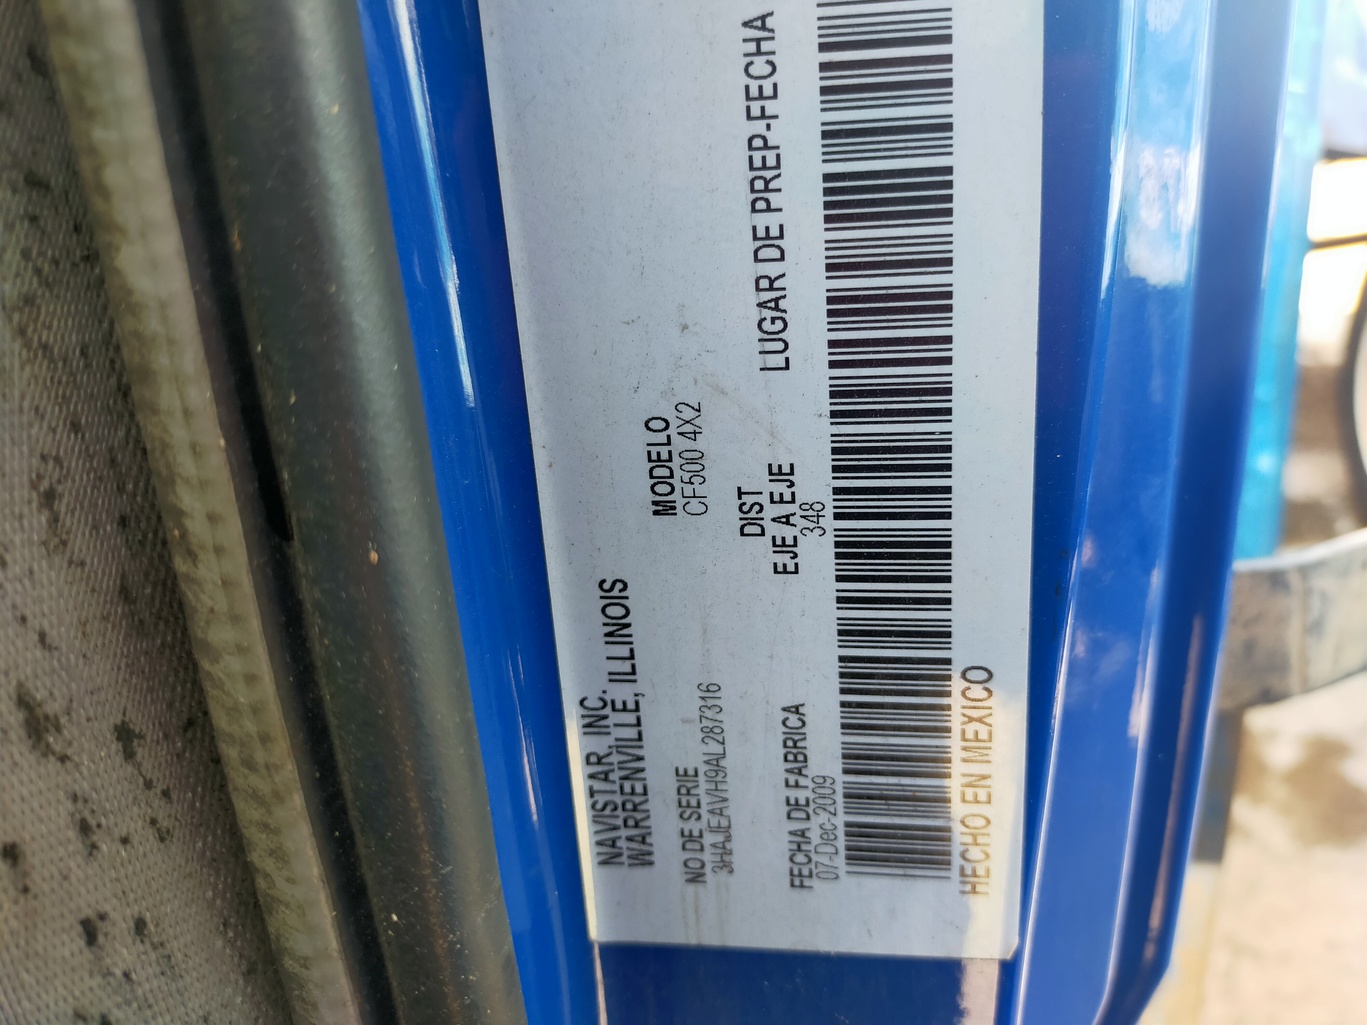 NAVISTAR, INC.
WARRENVILLE, ILLINOIS
MODELO
CF500 4X2
NO DE SERIE
3HAJEAVH9AL287316
DIST
EJE A EJE
348
LUGAR DE PREP-FECHA
FECHA DE FABRICA
07-Dec-2009
HECHO EN MEXICO